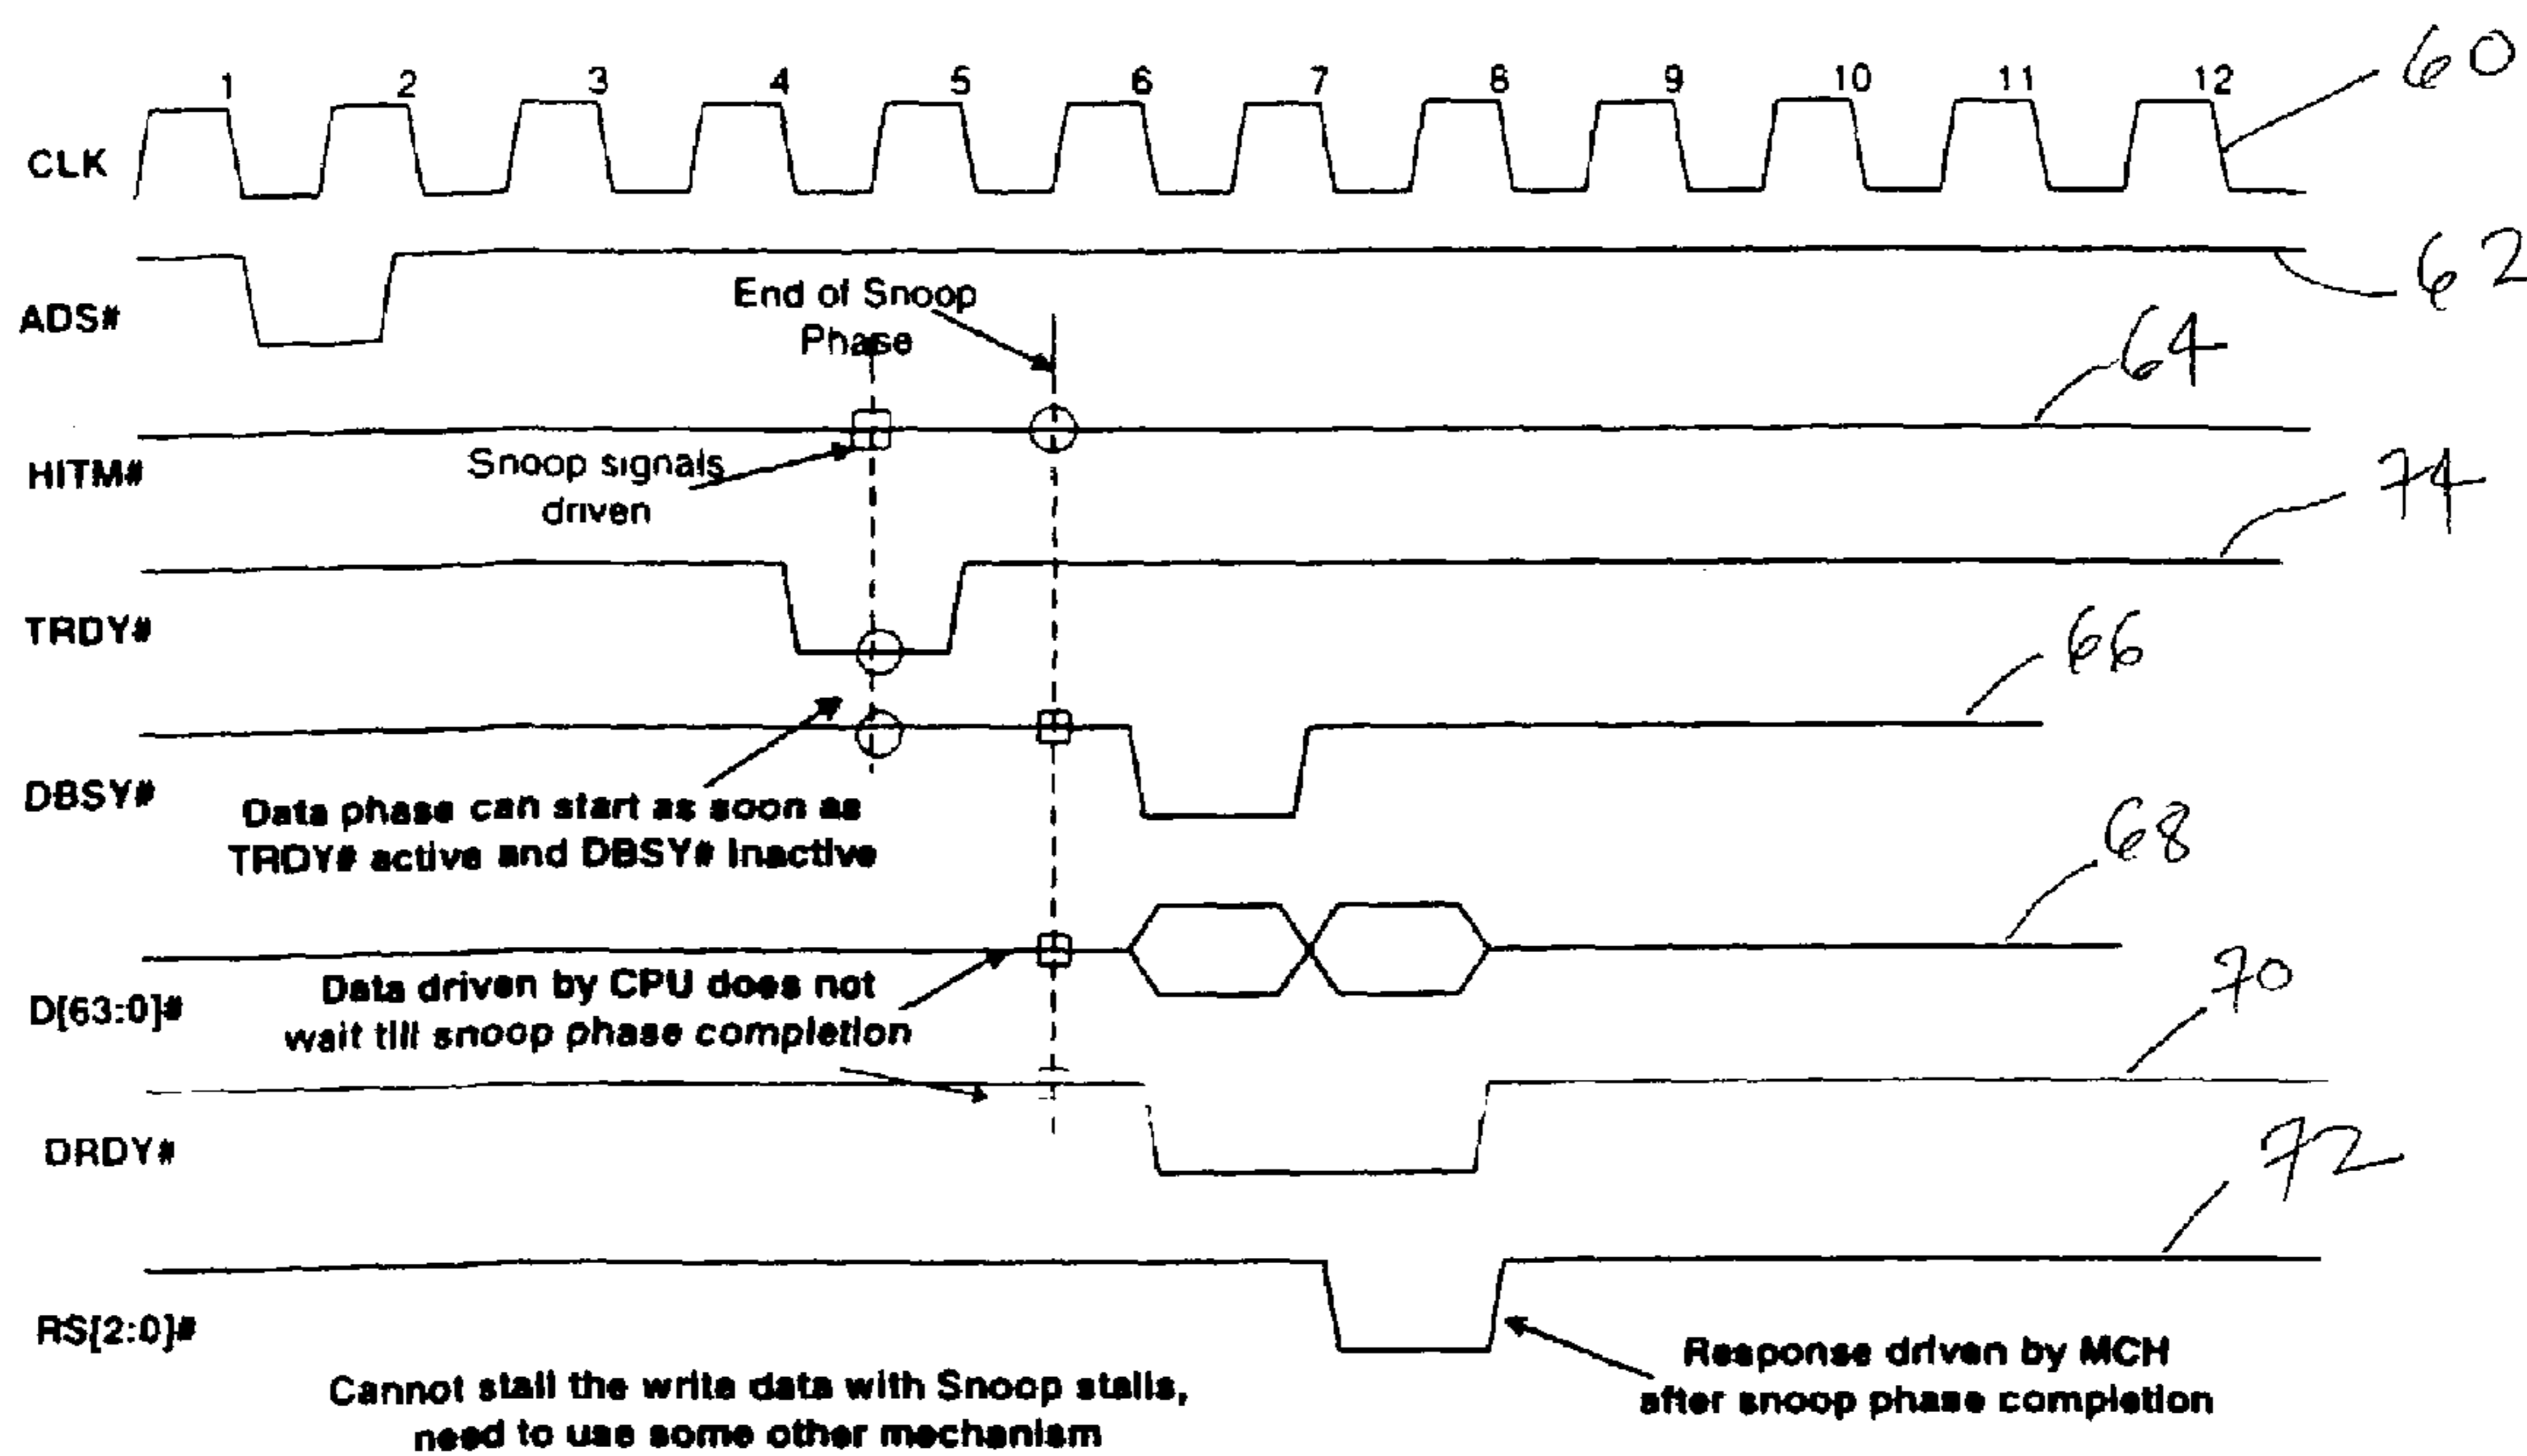 1 2 3 4 5 6 7 8 9 10 11 12
60
CLK
62
ADS#
End of Snoop
Phase
64
HITM#
Snoop signals
driven
74
TRDY#
66
DBSY#
Data phase can start as soon as
TRDY# active and DBSY# Inactive
68
D[63:0]#
Data driven by CPU does not
wait till snoop phase completion
70
DRDY#
72
RS[2:0]#
Response driven by MCH
after snoop phase completion
Cannot stall the write data with Snoop stalls,
need to use some other mechanism